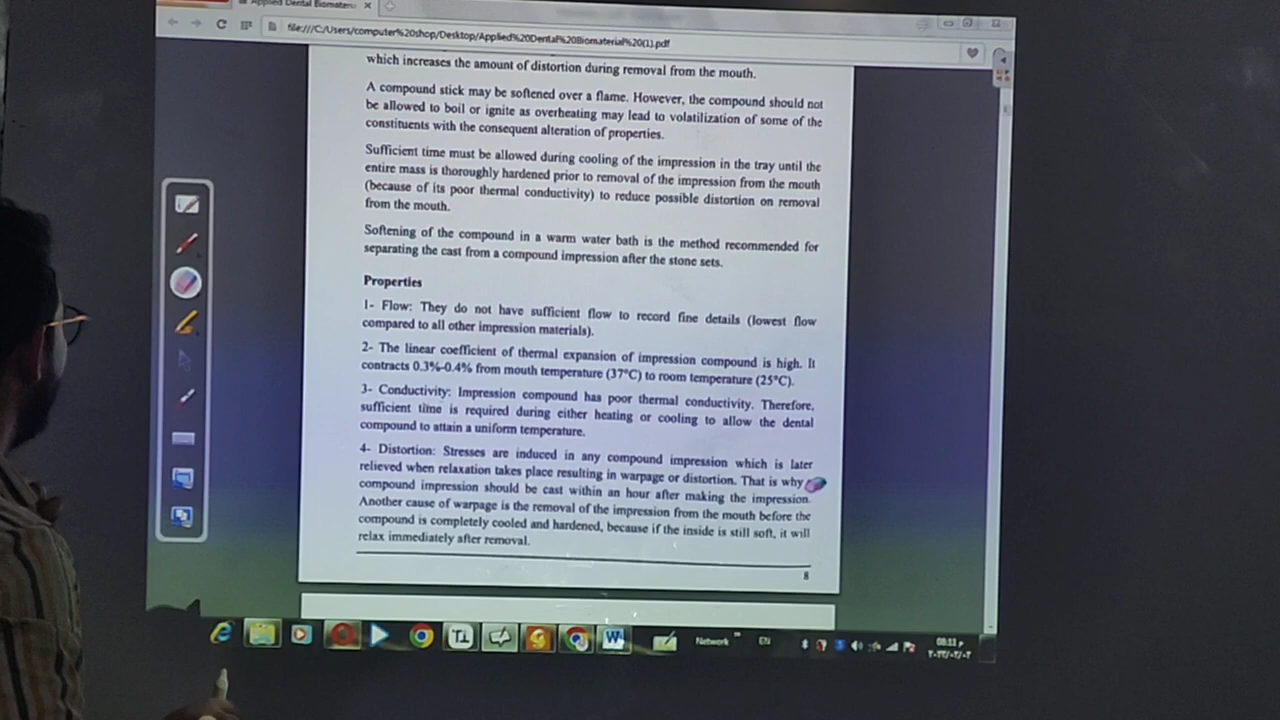 Applied Dental Biomateria
file:///C:/Users/computer%20shop/Desktop/Applied%20Dental%20Biomaterial%20(1).pdf
which increases the amount of distortion during removal from the mouth.
A compound stick may be softened over a flame. However, the compound should not
be allowed to boil or ignite as overheating may lead to volatilization of some of the
constituents with the consequent alteration of properties.
Sufficient time must be allowed during cooling of the impression in the tray until the
entire mass is thoroughly hardened prior to removal of the impression from the mouth
(because of its poor thermal conductivity) to reduce possible distortion on removal
from the mouth.
Softening of the compound in a warm water bath is the method recommended for
separating the cast from a compound impression after the stone sets.
Properties
1- Flow: They do not have sufficient flow to record fine details (lowest flow
compared to all other impression materials).
2- The linear coefficient of thermal expansion of impression compound is high. It
contracts 0.3%-0.4% from mouth temperature (37°C) to room temperature (25°C).
3- Conductivity: Impression compound has poor thermal conductivity. Therefore,
sufficient time is required during either heating or cooling to allow the dental
compound to attain a uniform temperature.
4- Distortion: Stresses are induced in any compound impression which is later
relieved when relaxation takes place resulting in warpage or distortion. That is why
compound impression should be cast within an hour after making the impression.
Another cause of warpage is the removal of the impression from the mouth before the
compound is completely cooled and hardened, because if the inside is still soft, it will
relax immediately after removal.
8
Network
EN